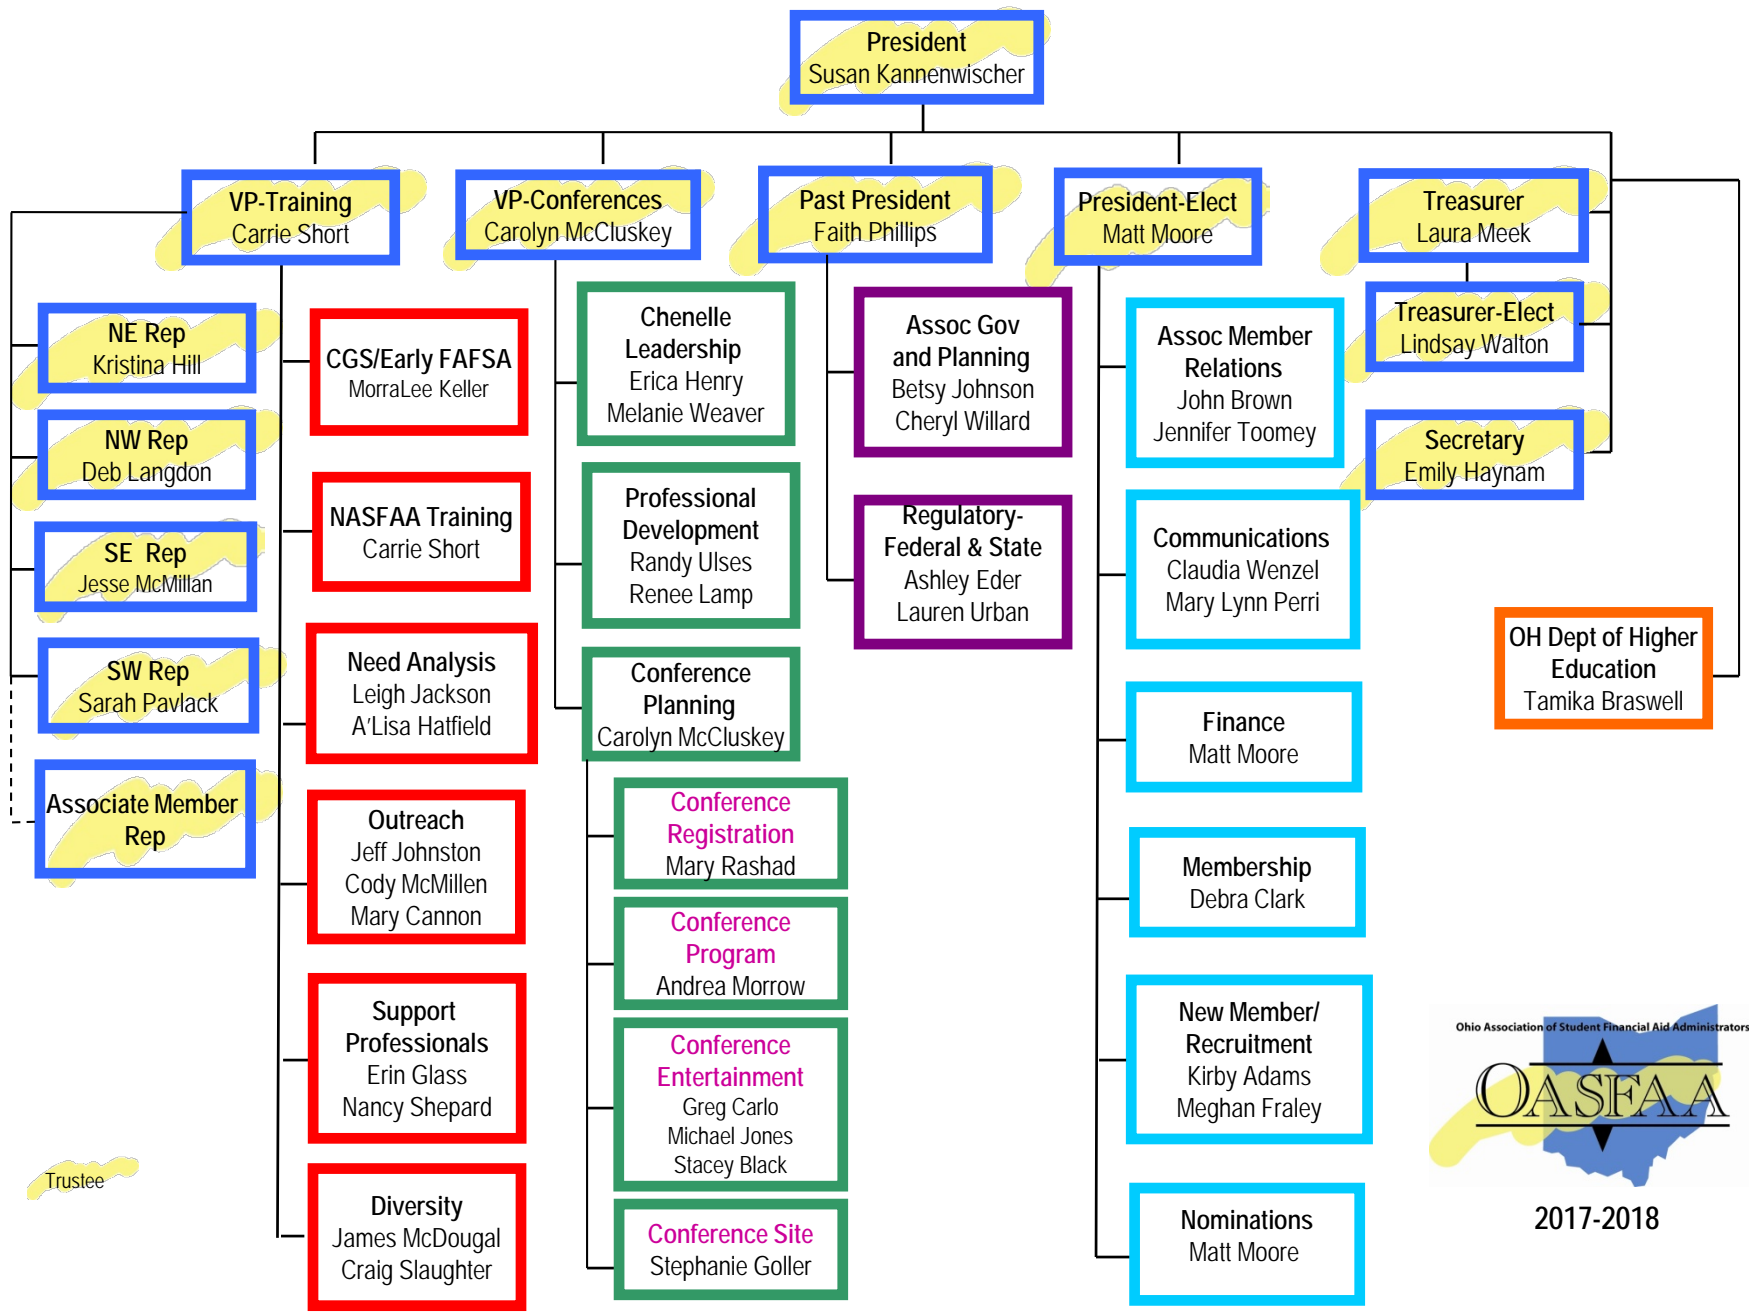 President
Susan Kannenwischer
VP-Training
Carrie Short
VP-Conferences
Carolyn McCluskey
Past President
Faith Phillips
President-Elect
Matt Moore
Treasurer
Laura Meek
Treasurer-Elect
Lindsay Walton
Secretary
Emily Haynam
OH Dept of Higher
Education
Tamika Braswell
NE Rep
Kristina Hill
NW Rep
Deb Langdon
SE Rep
Jesse McMillan
SW Rep
Sarah Pavlack
Associate Member
Rep
CGS/Early FAFSA
MorraLee Keller
NASFAA Training
Carrie Short
Need Analysis
Leigh Jackson
A'Lisa Hatfield
Outreach
Jeff Johnston
Cody McMillen
Mary Cannon
Support
Professionals
Erin Glass
Nancy Shepard
Diversity
James McDougal
Craig Slaughter
Chenelle
Leadership
Erica Henry
Melanie Weaver
Professional
Development
Randy Ulses
Renee Lamp
Conference
Planning
Carolyn McCluskey
Conference
Registration
Mary Rashad
Conference
Program
Andrea Morrow
Conference
Entertainment
Greg Carlo
Michael Jones
Stacey Black
Conference Site
Stephanie Goller
Assoc Gov
and Planning
Betsy Johnson
Cheryl Willard
Regulatory-
Federal & State
Ashley Eder
Lauren Urban
Assoc Member
Relations
John Brown
Jennifer Toomey
Communications
Claudia Wenzel
Mary Lynn Perri
Finance
Matt Moore
Membership
Debra Clark
New Member/
Recruitment
Kirby Adams
Meghan Fraley
Nominations
Matt Moore
Trustee
Ohio Association of Student Financial Aid Administrators
OASFAA
2017-2018